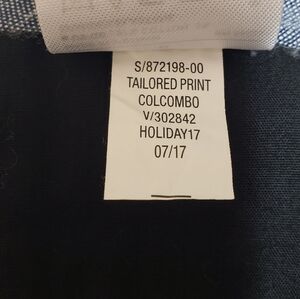 S/872198-00
TAILORED PRINT
COLCOMBO
V/302842
HOLIDAY17
07/17